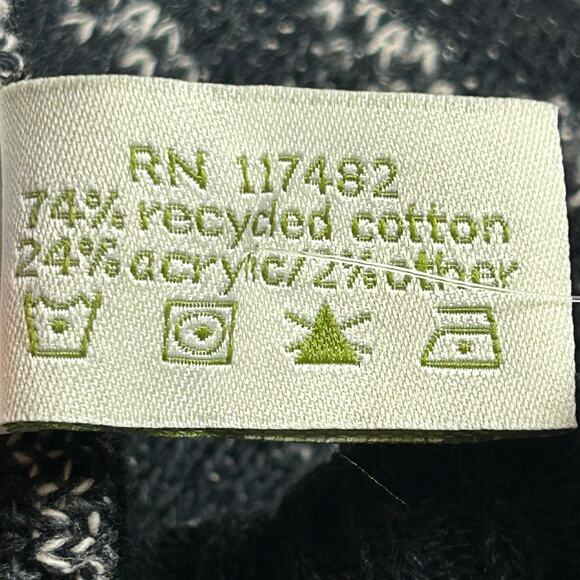 RN 117482
74% recycled cotton
24% acrylic/2% other